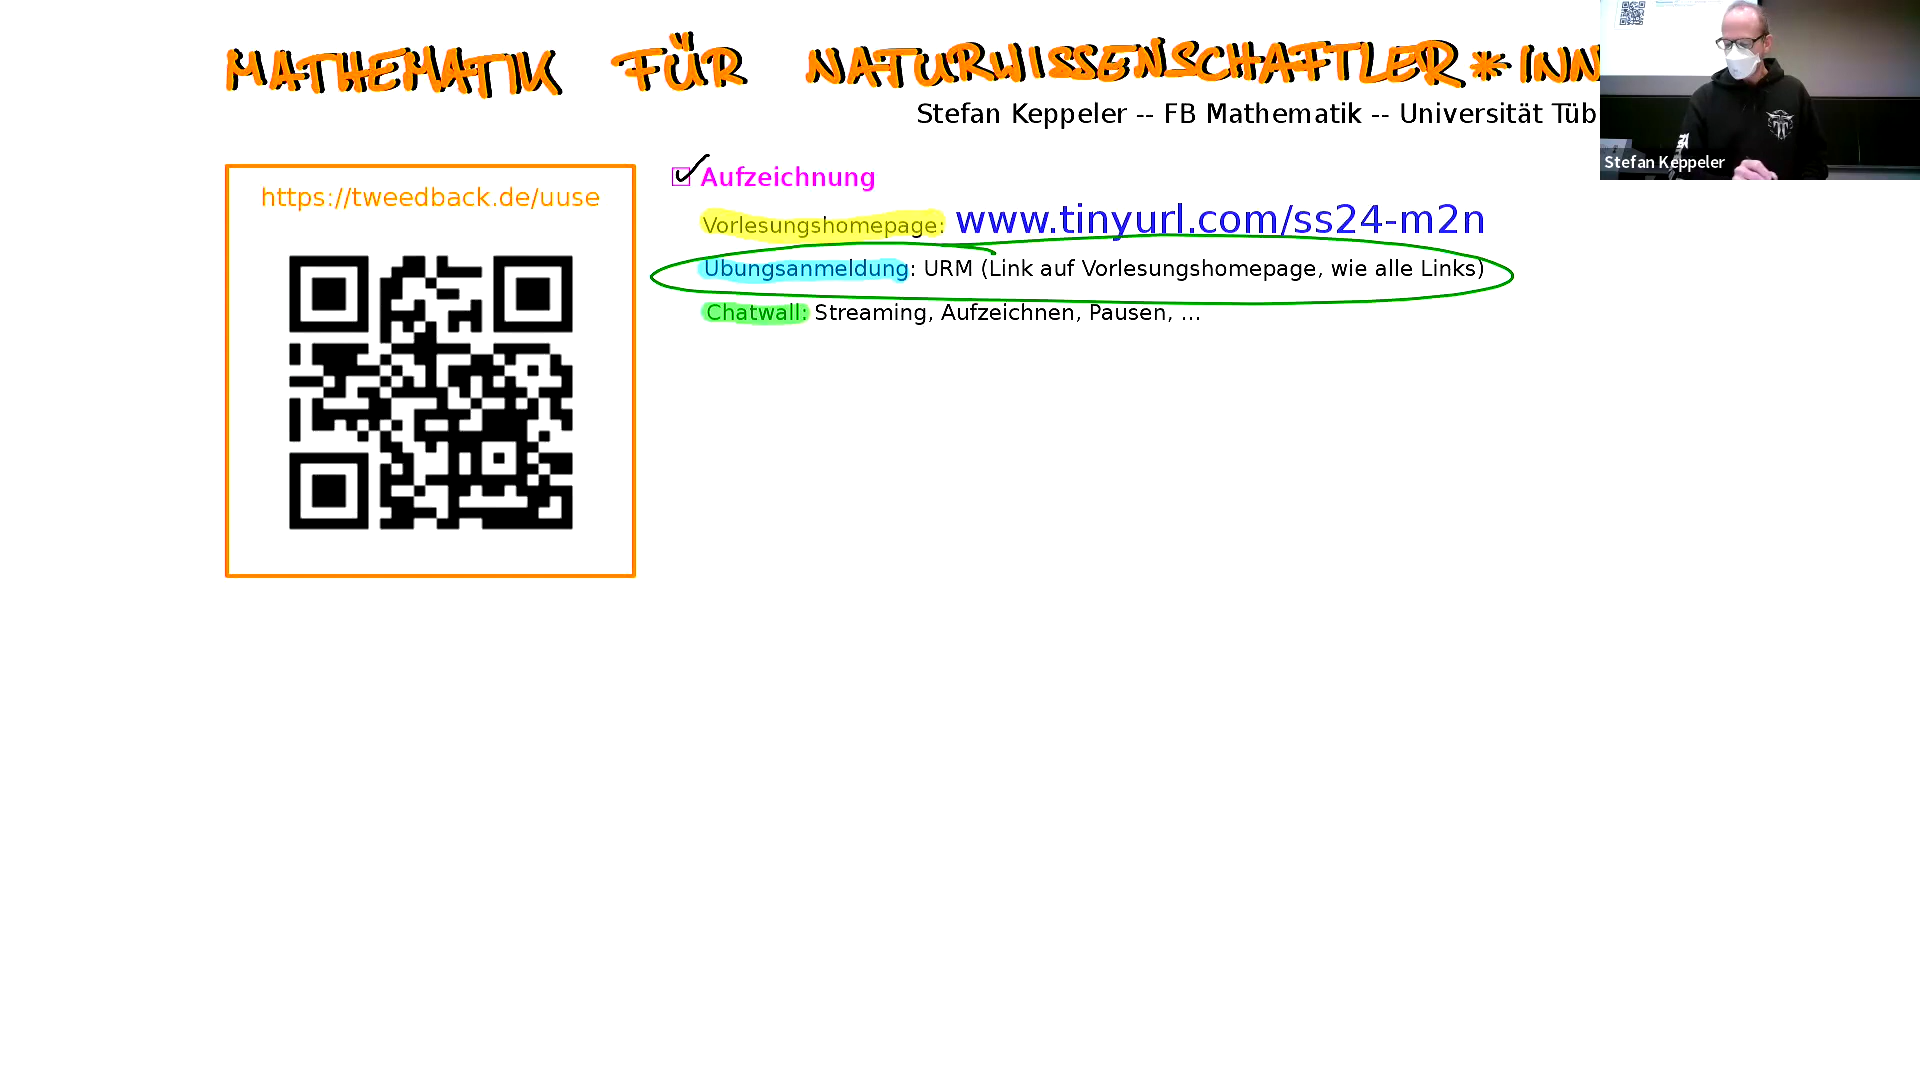 MATHEMATIK FÜR NATURWISSENSCHAFTLER*INN
Stefan Keppeler -- FB Mathematik -- Universität Tüb
Stefan Keppeler
https://tweedback.de/uuse
Aufzeichnung
Vorlesungshomepage: www.tinyurl.com/ss24-m2n
Übungsanmeldung: URM (Link auf Vorlesungshomepage, wie alle Links)
Chatwall: Streaming, Aufzeichnen, Pausen, ...